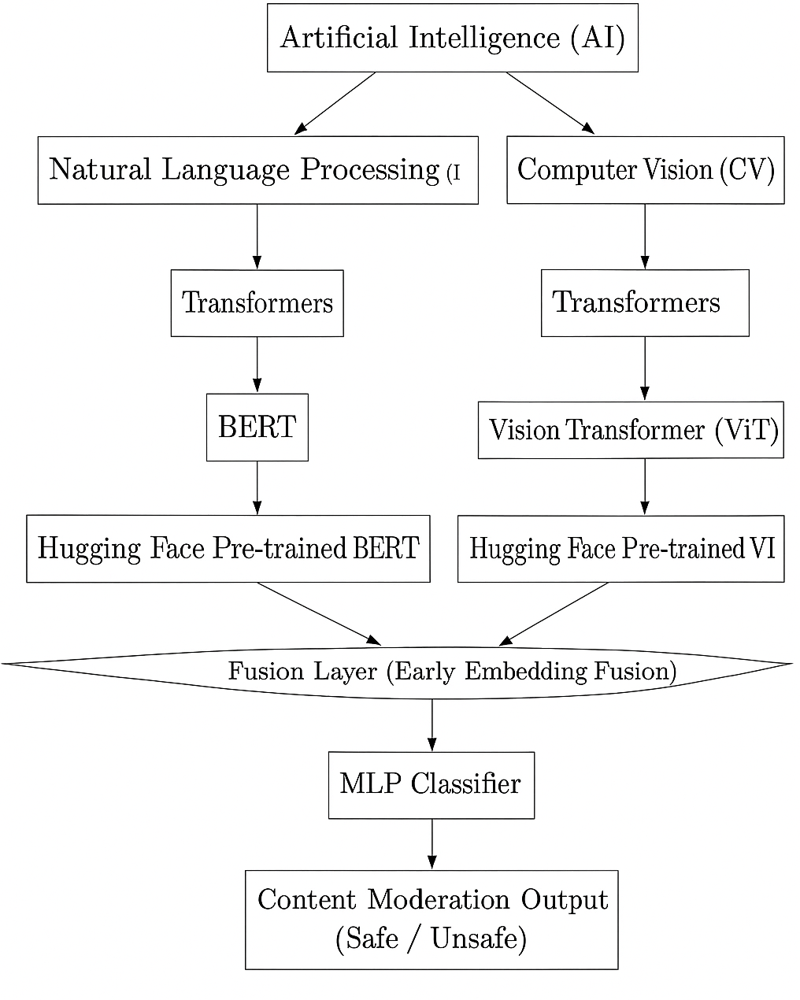 Artificial Intelligence (AI)
Natural Language Processing (I
Computer Vision (CV)
Transformers
Transformers
BERT
Vision Transformer (ViT)
Hugging Face Pre-trained BERT
Hugging Face Pre-trained VI
Fusion Layer (Early Embedding Fusion)
MLP Classifier
Content Moderation Output
(Safe / Unsafe)